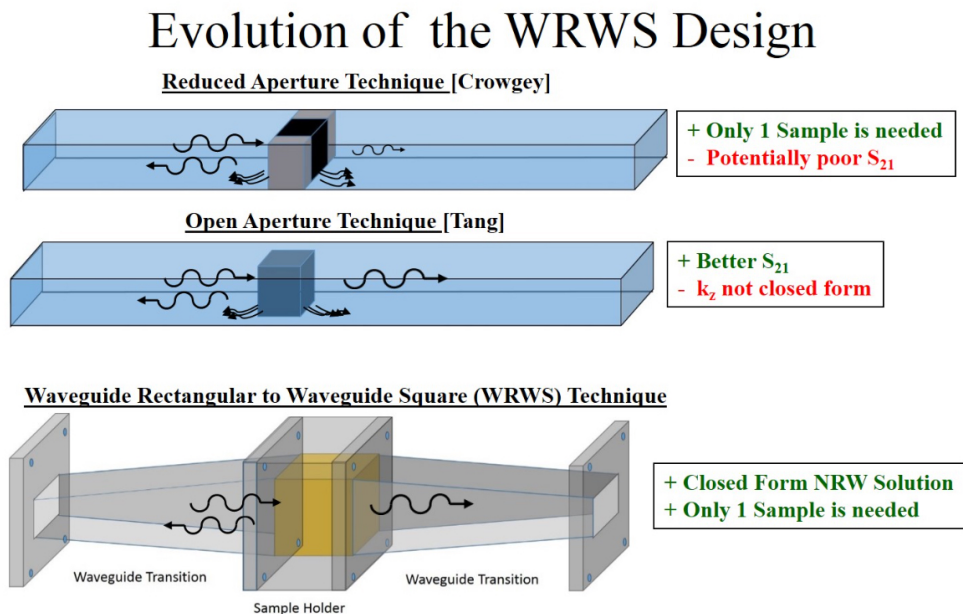 Evolution of the WRWS Design
Reduced Aperture Technique [Crowgey]
+ Only 1 Sample is needed
- Potentially poor S₂₁
Open Aperture Technique [Tang]
+ Better S₂₁
- k_z not closed form
Waveguide Rectangular to Waveguide Square (WRWS) Technique
+ Closed Form NRW Solution
+ Only 1 Sample is needed
Waveguide Transition
Waveguide Transition
Sample Holder